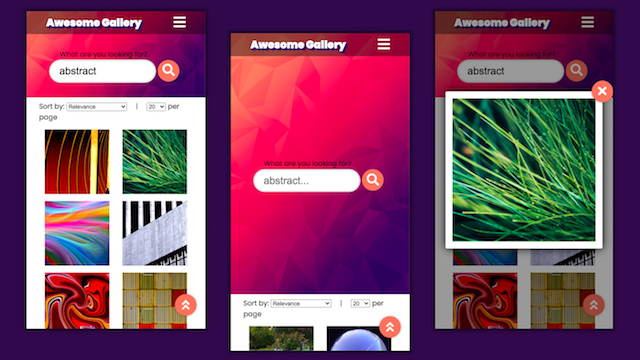 Awesome Gallery
What are you looking for?
abstract
Sort by: Relevance | 20 per
page
Awesome Gallery
What are you looking for?
abstract...
Sort by: Relevance | 20 per
page
Awesome Gallery
What are you looking for?
abstract